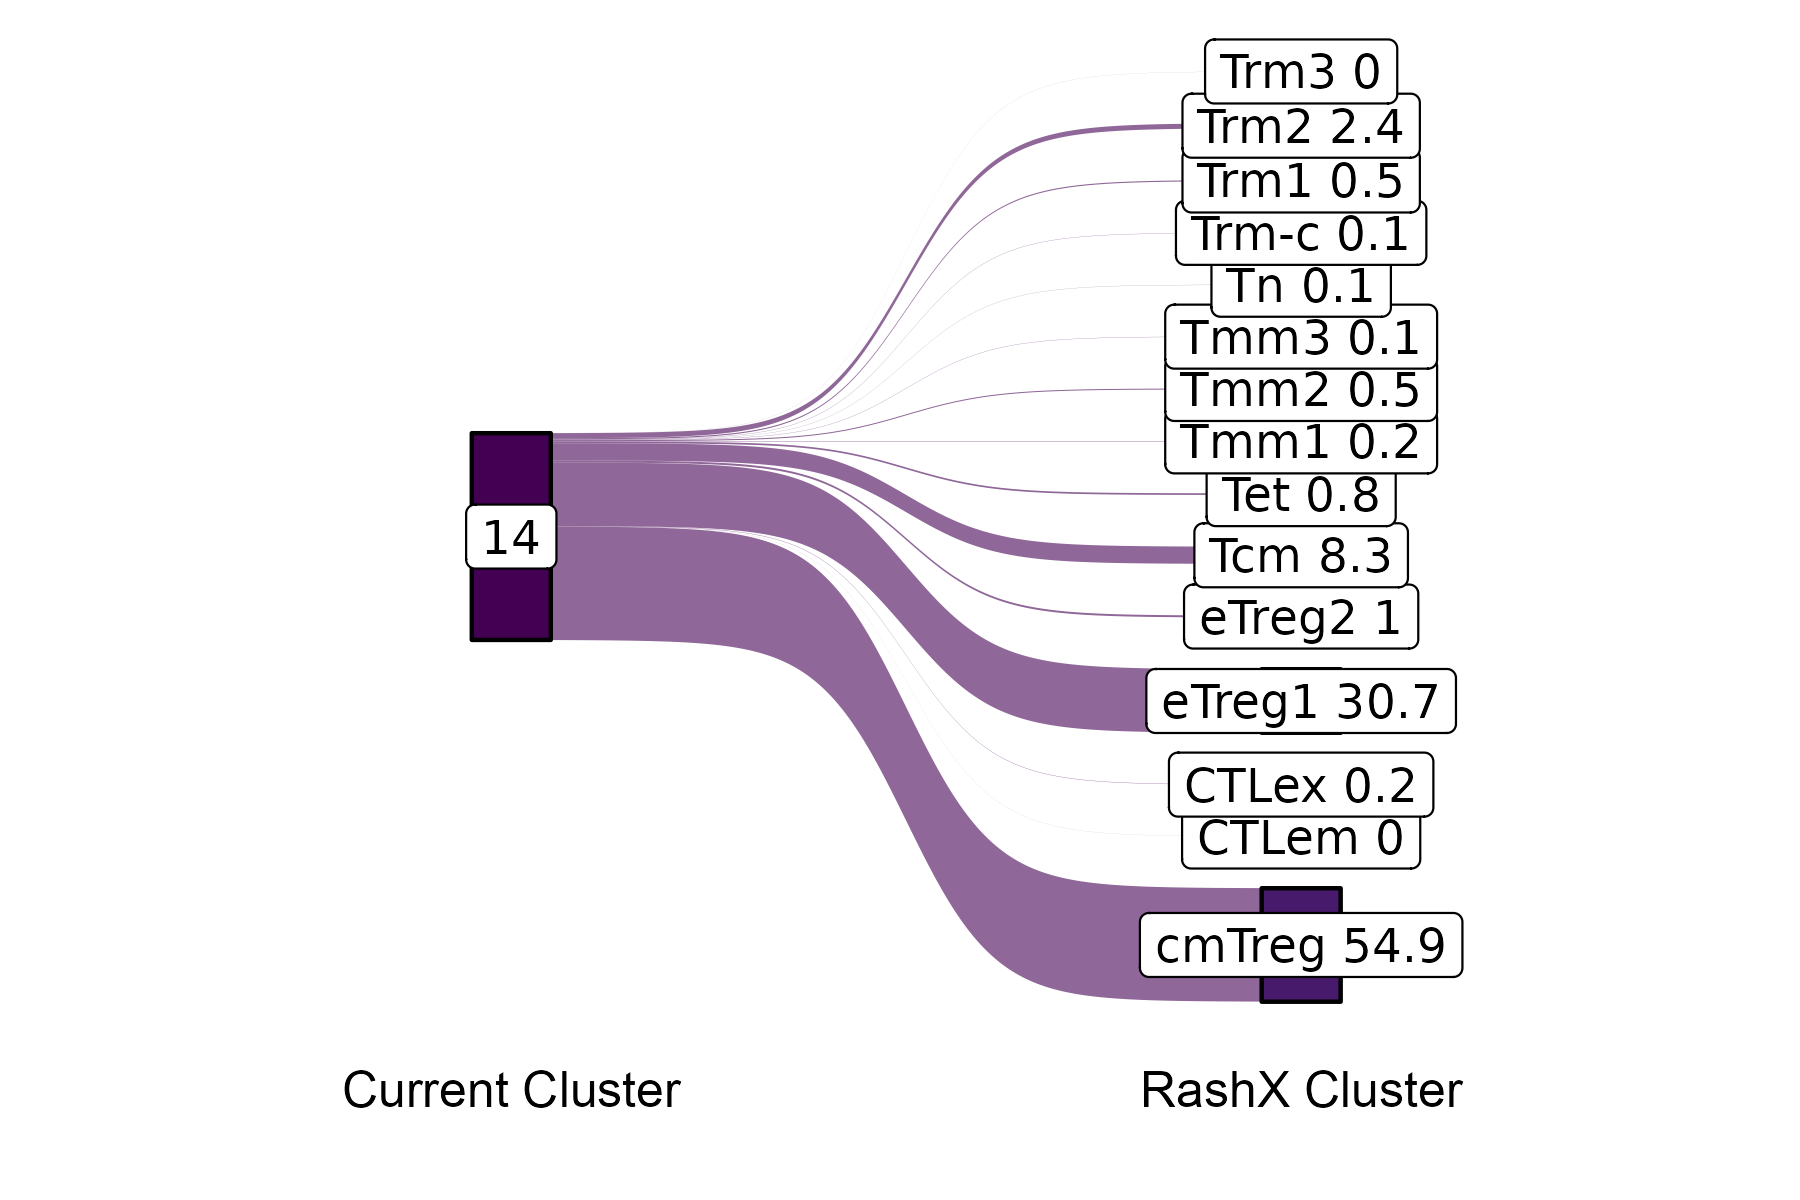 Trm3 0
Trm2 2.4
Trm1 0.5
Trm-c 0.1
Tn 0.1
Tmm3 0.1
Tmm2 0.5
Tmm1 0.2
Tet 0.8
14
Tcm 8.3
eTreg2 1
eTreg1 30.7
CTLex 0.2
CTLem 0
cmTreg 54.9
Current Cluster
RashX Cluster